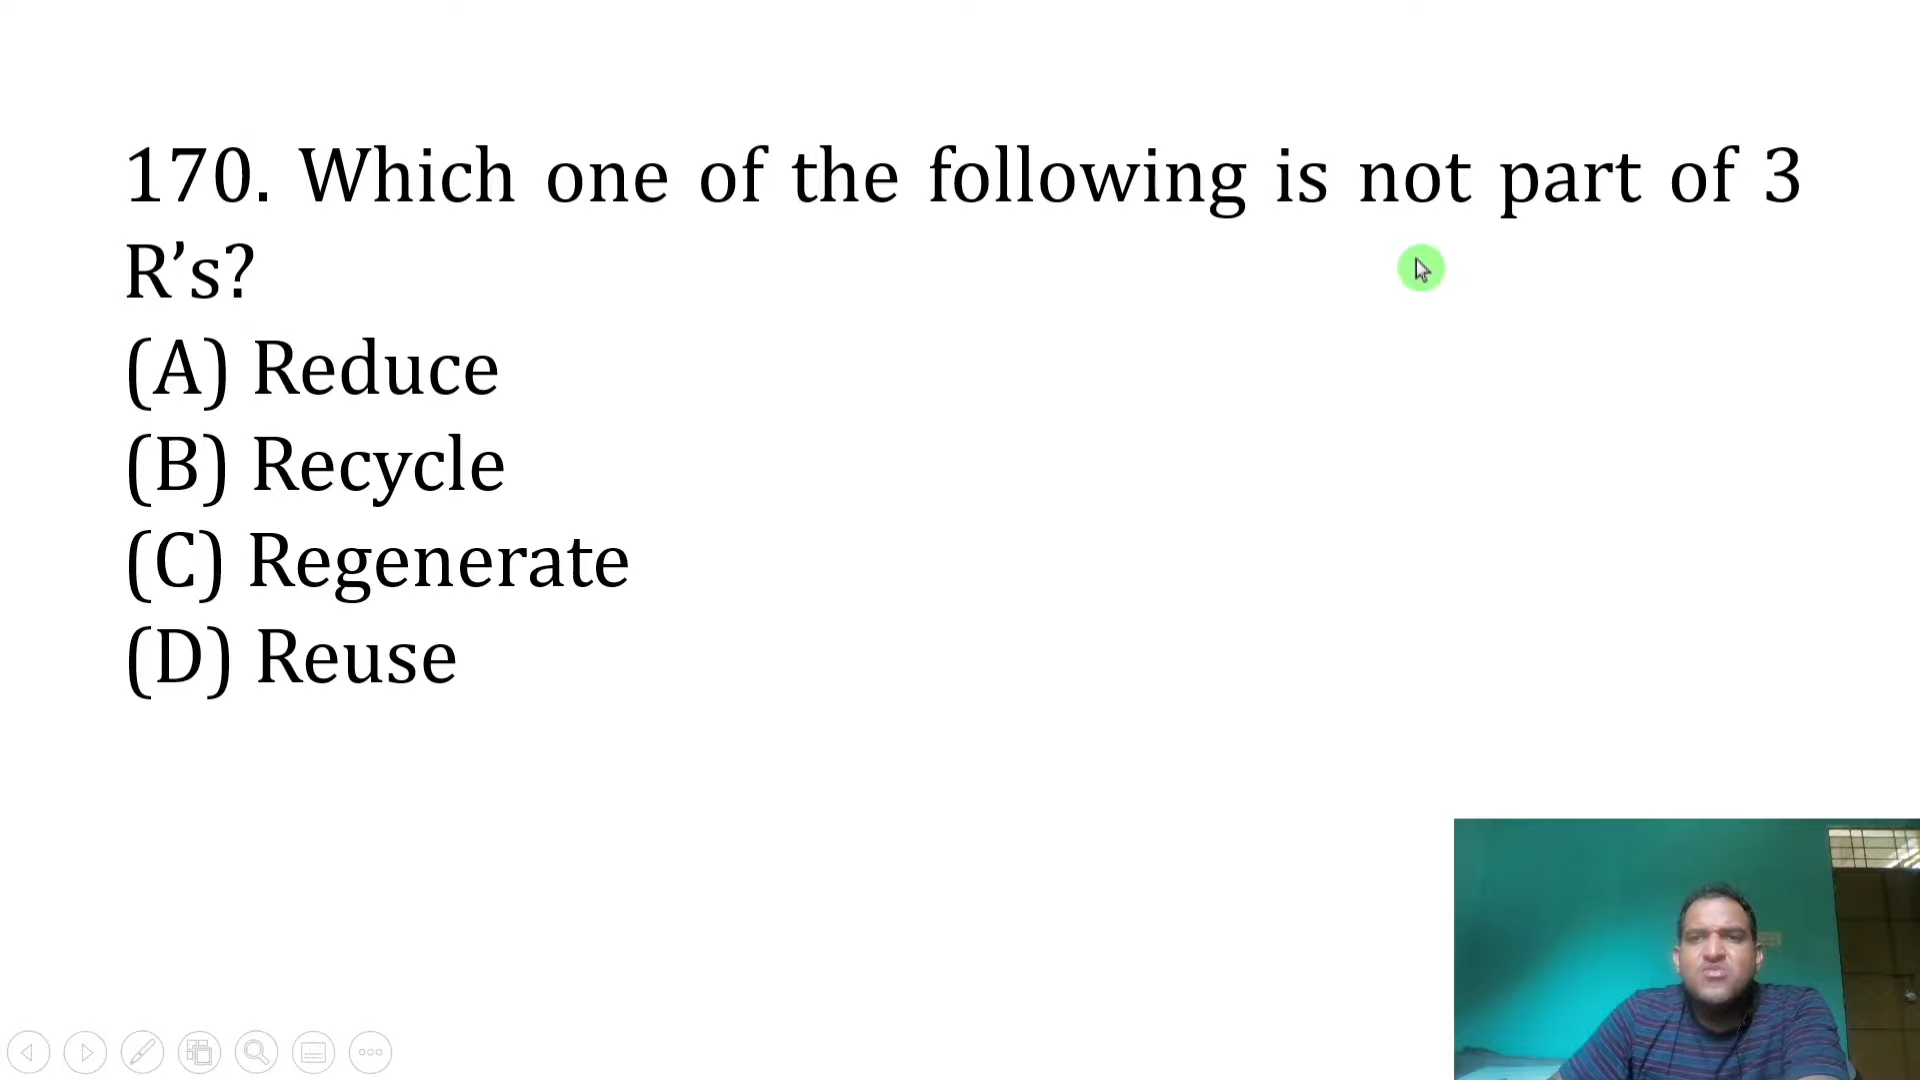 170. Which one of the following is not part of 3
R’s?
(A) Reduce
(B) Recycle
(C) Regenerate
(D) Reuse